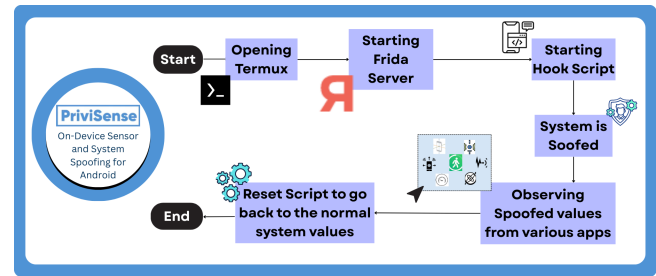 Start
Opening
Termux
Starting
Frida
Server
Starting
Hook Script
System is
Soofed
Observing
Spoofed values
from various apps
Reset Script to go
back to the normal
system values
End
PriviSense
On-Device Sensor
and System
Spoofing for
Android